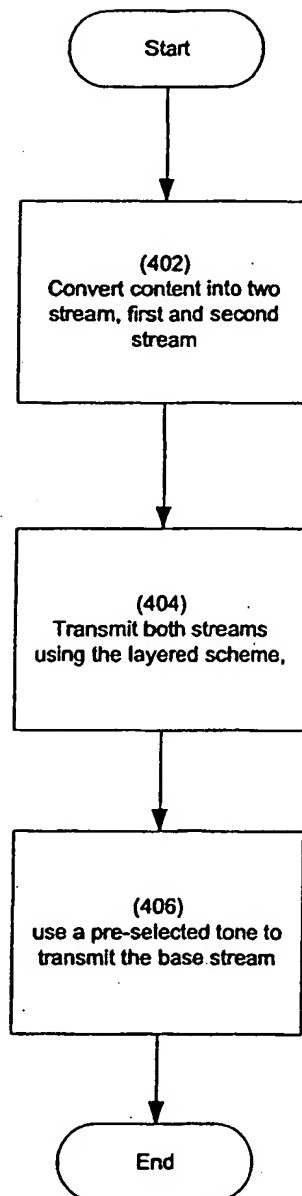 Start
(402)
Convert content into two
stream, first and second
stream
(404)
Transmit both streams
using the layered scheme,
(406)
use a pre-selected tone to
transmit the base stream
End